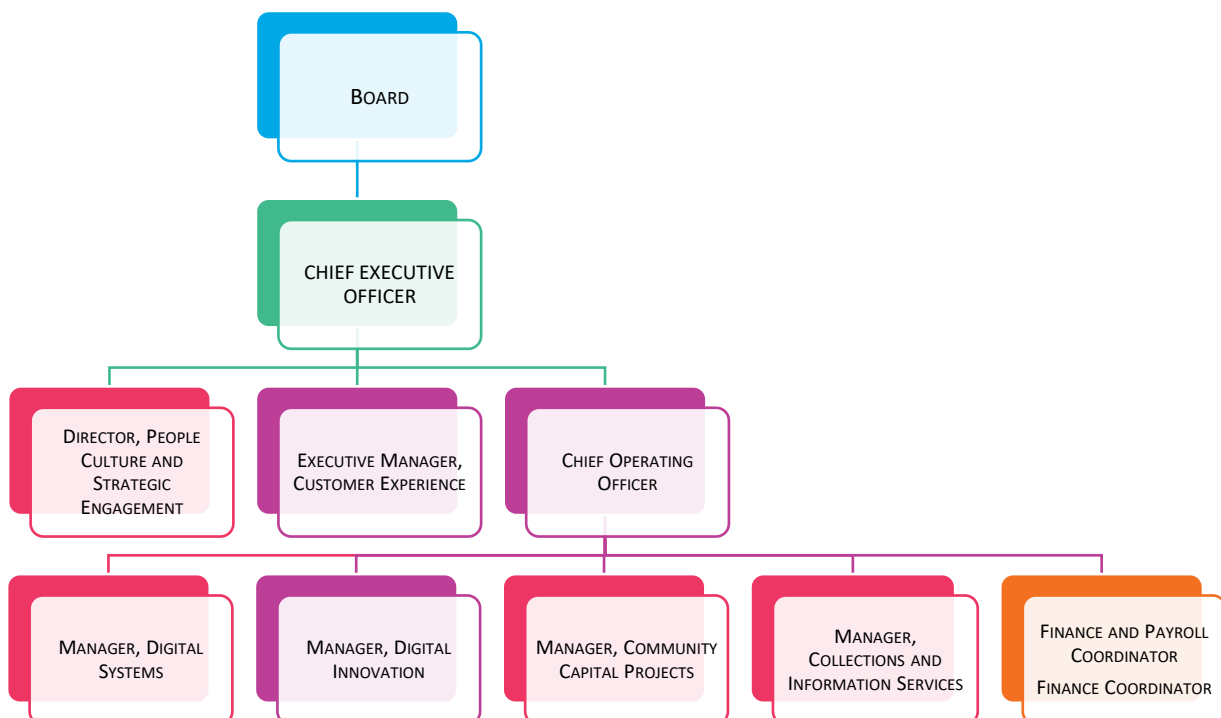 BOARD
CHIEF EXECUTIVE
OFFICER
DIRECTOR, PEOPLE
CULTURE AND
STRATEGIC
ENGAGEMENT
EXECUTIVE MANAGER,
CUSTOMER EXPERIENCE
CHIEF OPERATING
OFFICER
MANAGER, DIGITAL
SYSTEMS
MANAGER, DIGITAL
INNOVATION
MANAGER, COMMUNITY
CAPITAL PROJECTS
MANAGER,
COLLECTIONS AND
INFORMATION SERVICES
FINANCE AND PAYROLL
COORDINATOR
FINANCE COORDINATOR